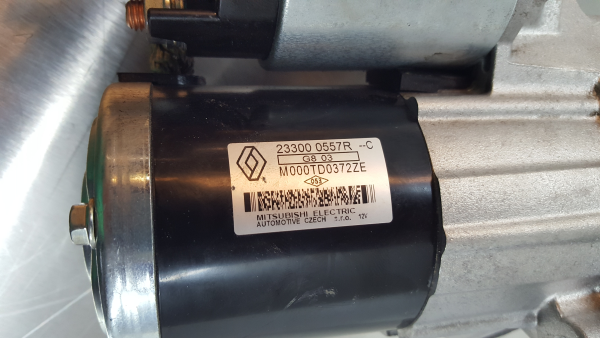 23300 0557R --C
G8 03
M000TD0372ZE
MITSUBISHI ELECTRIC
AUTOMOTIVE CZECH s.r.o. 12V